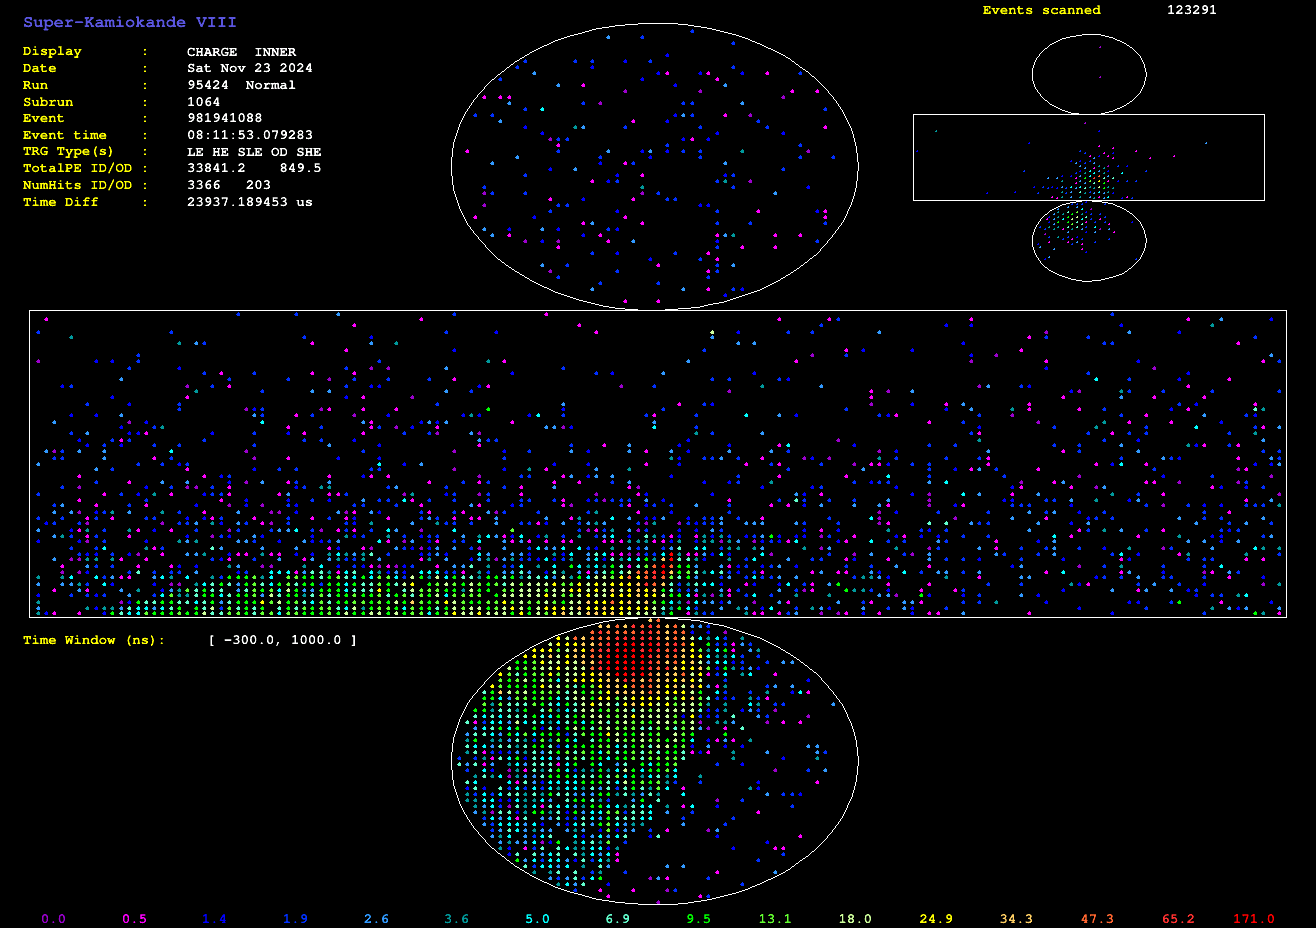 Super-Kamiokande VIII
Events scanned 123291
Display : CHARGE INNER
Date : Sat Nov 23 2024
Run : 95424 Normal
Subrun : 1064
Event : 981941088
Event time : 08:11:53.079283
TRG Type(s) : LE HE SLE OD SHE
TotalPE ID/OD : 33841.2 849.5
NumHits ID/OD : 3366 203
Time Diff : 23937.189453 us
Time Window (ns): [ -300.0, 1000.0 ]
0.0 0.5 1.4 1.9 2.6 3.6 5.0 6.9 9.5 13.1 18.0 24.9 34.3 47.3 65.2 171.0